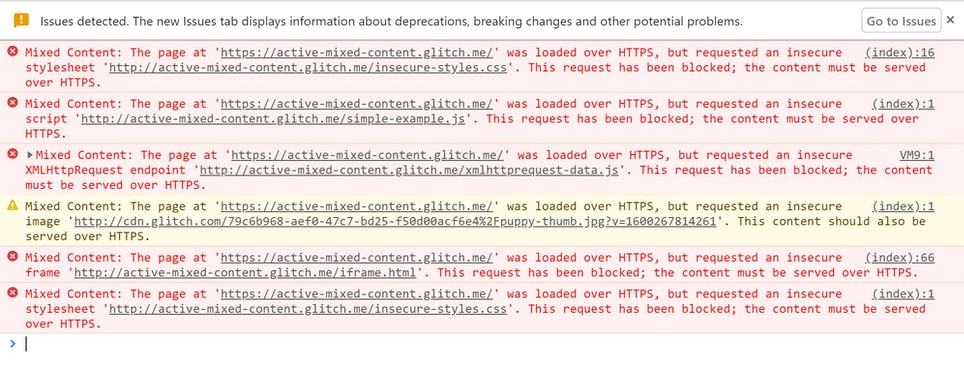 Issues detected. The new Issues tab displays information about deprecations, breaking changes and other potential problems. Go to Issues ×
Mixed Content: The page at 'https://active-mixed-content.glitch.me/' was loaded over HTTPS, but requested an insecure (index):16
stylesheet 'http://active-mixed-content.glitch.me/insecure-styles.css'. This request has been blocked; the content must be served
over HTTPS.
Mixed Content: The page at 'https://active-mixed-content.glitch.me/' was loaded over HTTPS, but requested an insecure (index):1
script 'http://active-mixed-content.glitch.me/simple-example.js'. This request has been blocked; the content must be served over
HTTPS.
Mixed Content: The page at 'https://active-mixed-content.glitch.me/' was loaded over HTTPS, but requested an insecure VM9:1
XMLHttpRequest endpoint 'http://active-mixed-content.glitch.me/xmlhttprequest-data.js'. This request has been blocked; the content
must be served over HTTPS.
Mixed Content: The page at 'https://active-mixed-content.glitch.me/' was loaded over HTTPS, but requested an insecure (index):1
image 'http://cdn.glitch.com/79c6b968-aef0-47c7-bd25-f50d00acf6e4%2Fpuppy-thumb.jpg?v=1600267814261'. This content should also be
served over HTTPS.
Mixed Content: The page at 'https://active-mixed-content.glitch.me/' was loaded over HTTPS, but requested an insecure (index):66
frame 'http://active-mixed-content.glitch.me/iframe.html'. This request has been blocked; the content must be served over HTTPS.
Mixed Content: The page at 'https://active-mixed-content.glitch.me/' was loaded over HTTPS, but requested an insecure (index):1
stylesheet 'http://active-mixed-content.glitch.me/insecure-styles.css'. This request has been blocked; the content must be served
over HTTPS.